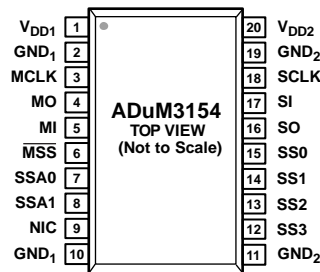 VDD1 1 20 VDD2
GND1 2 19 GND2
MCLK 3 18 SCLK
MO 4 17 SI
MI 5 16 SO
MSS 6 15 SS0
SSA0 7 14 SS1
SSA1 8 13 SS2
NIC 9 12 SS3
GND1 10 11 GND2
ADuM3154
TOP VIEW
(Not to Scale)